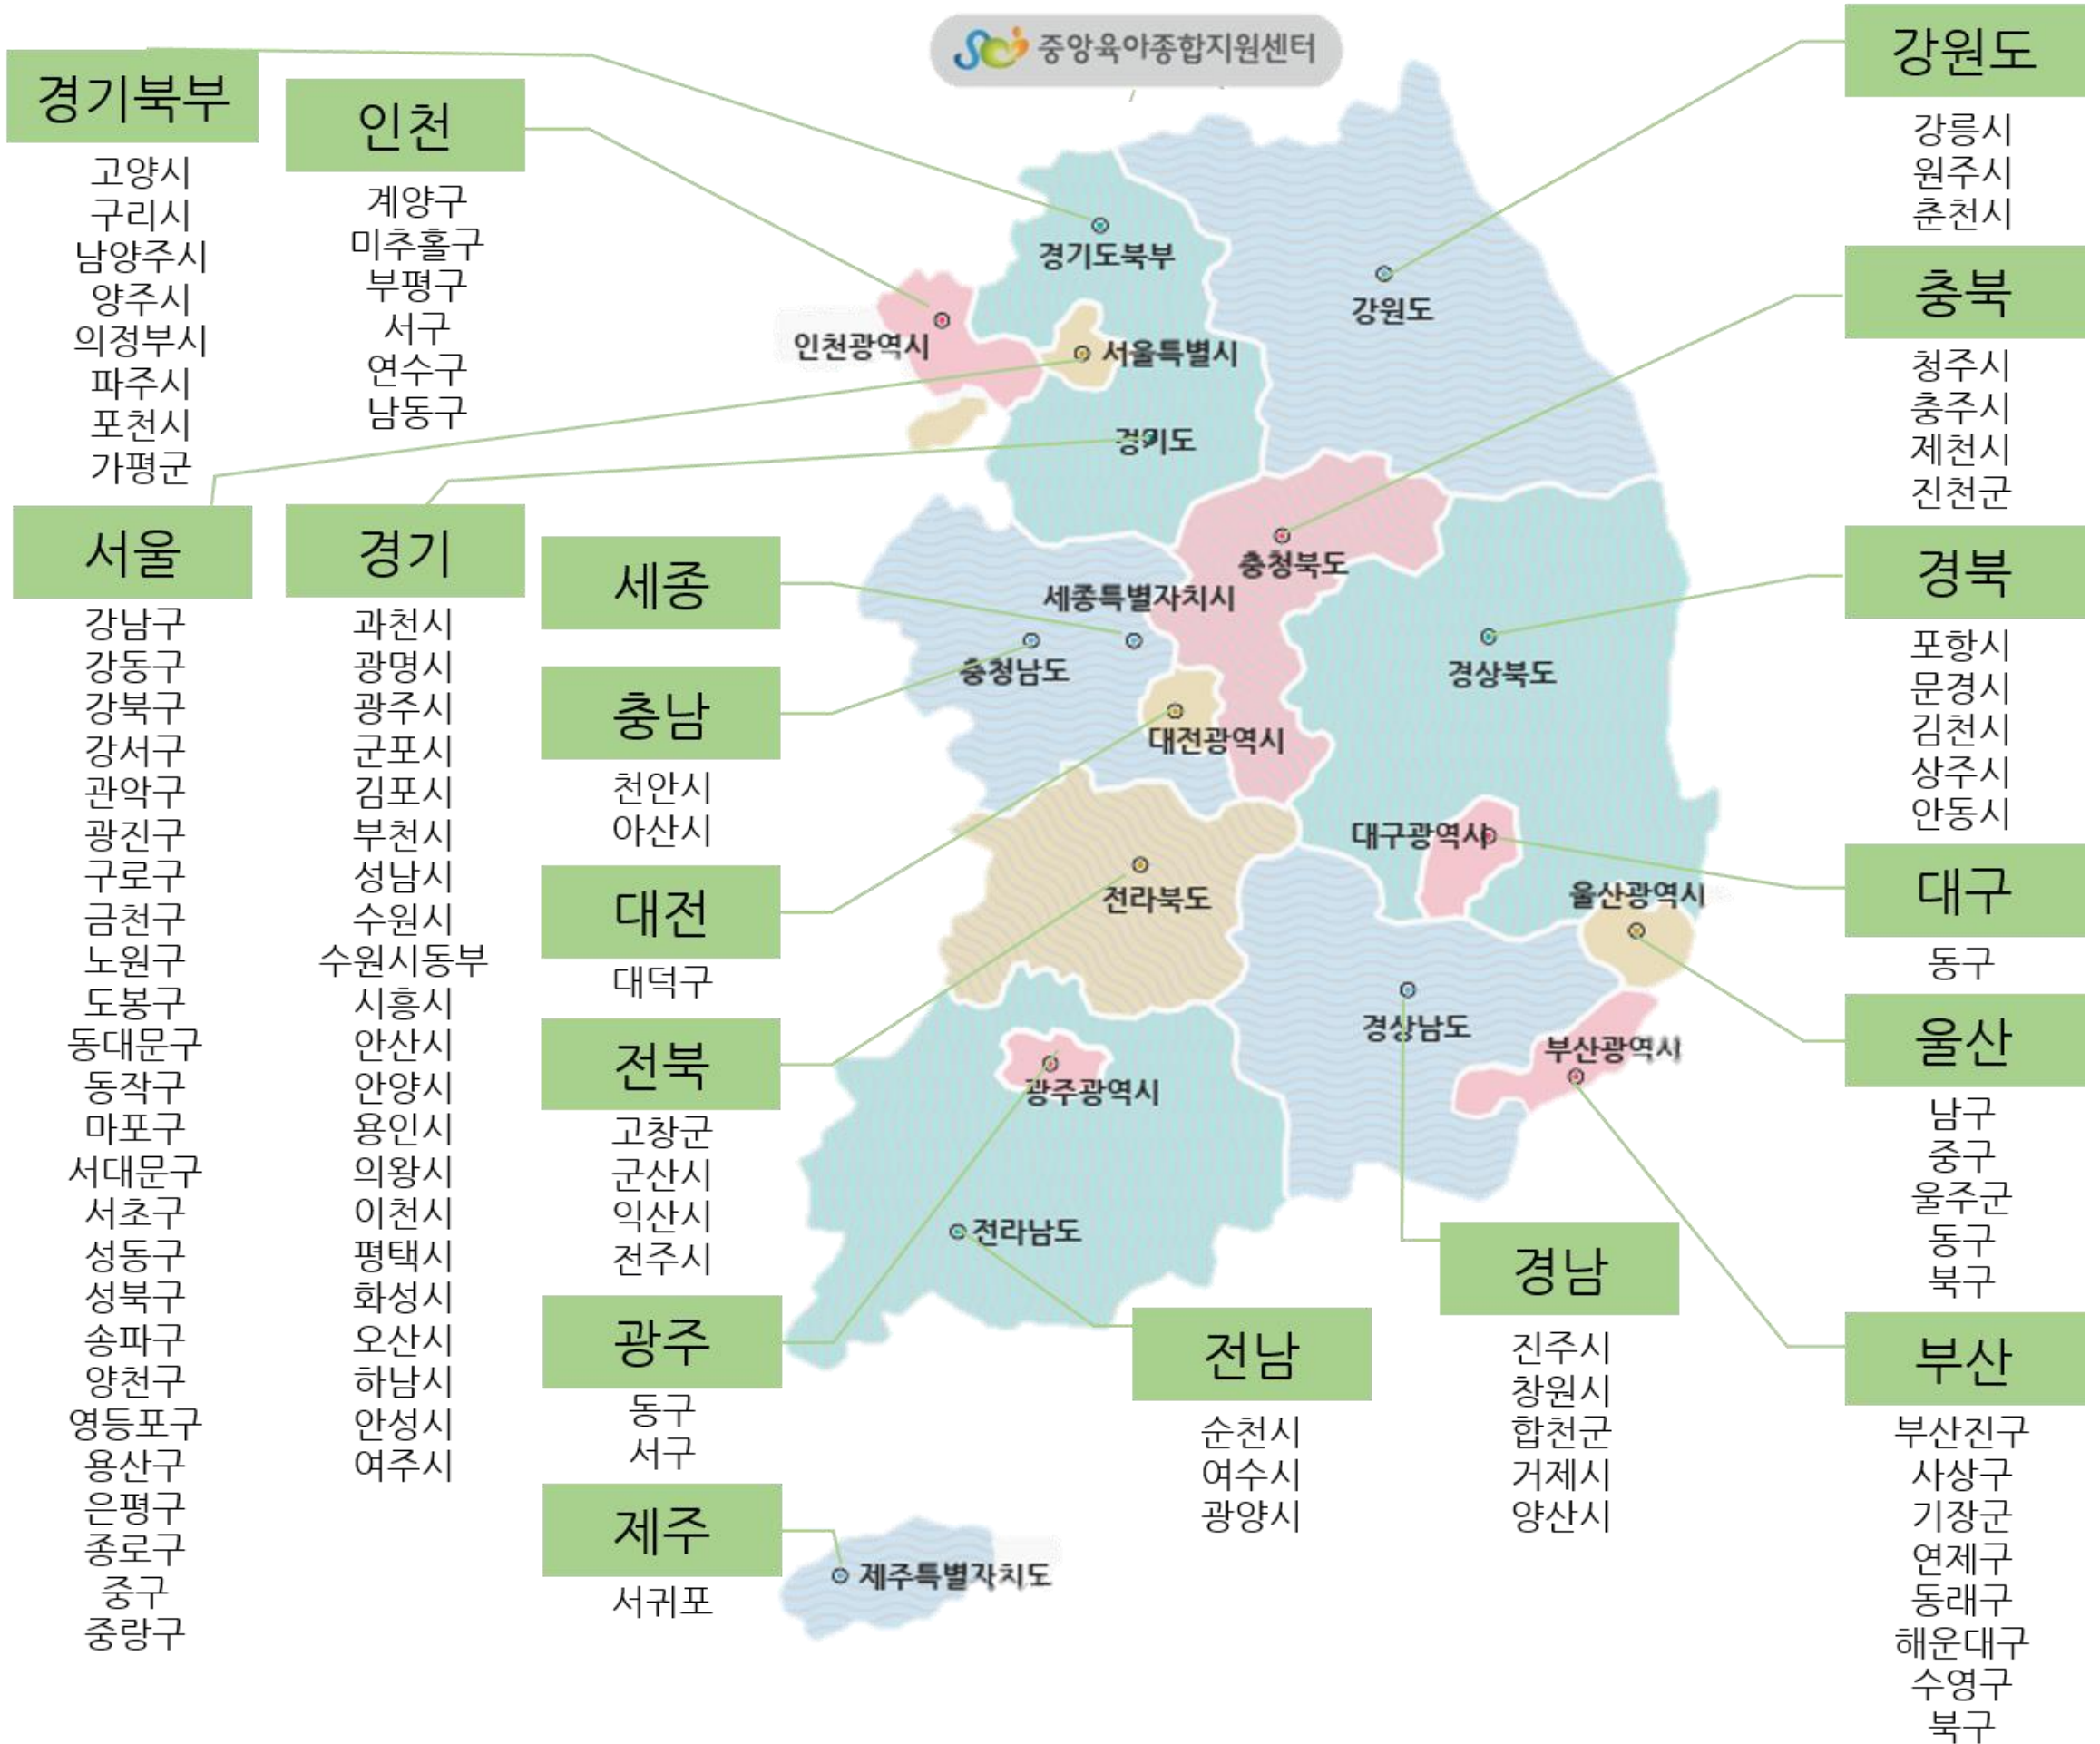 중앙육아종합지원센터
경기북부
고양시
구리시
남양주시
양주시
의정부시
파주시
포천시
가평군
인천
계양구
미추홀구
부평구
서구
연수구
남동구
서울
강남구
강동구
강북구
강서구
관악구
광진구
구로구
금천구
노원구
도봉구
동대문구
동작구
마포구
서대문구
서초구
성동구
성북구
송파구
양천구
영등포구
용산구
은평구
종로구
중구
중랑구
경기
과천시
광명시
광주시
군포시
김포시
부천시
성남시
수원시
수원시동부
시흥시
안산시
안양시
용인시
의왕시
이천시
평택시
화성시
오산시
하남시
안성시
여주시
세종
충남
천안시
아산시
대전
대덕구
전북
고창군
군산시
익산시
전주시
광주
동구
서구
제주
서귀포
경기도북부
강원도
인천광역시
서울특별시
경기도
충청북도
세종특별자치시
충청남도
경상북도
대전광역시
대구광역시
울산광역시
전라북도
경상남도
부산광역시
광주광역시
전라남도
제주특별자치도
전남
순천시
여수시
광양시
경남
진주시
창원시
합천군
거제시
양산시
강원도
강릉시
원주시
춘천시
충북
청주시
충주시
제천시
진천군
경북
포항시
문경시
김천시
상주시
안동시
대구
동구
울산
남구
중구
울주군
동구
북구
부산
부산진구
사상구
기장군
연제구
동래구
해운대구
수영구
북구